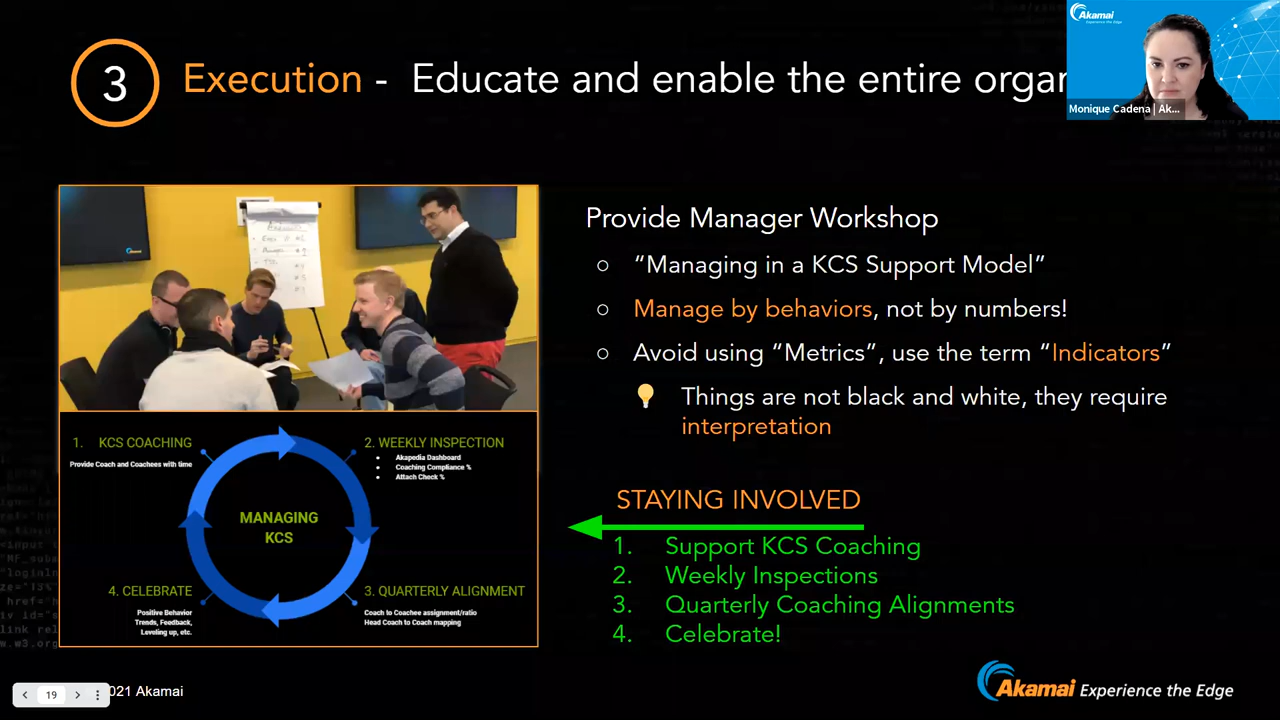 3
Execution - Educate and enable the entire organ
Akamai
Experience the Edge
Monique Cadena | Ak...
Provide Manager Workshop
○ “Managing in a KCS Support Model”
○ Manage by behaviors, not by numbers!
○ Avoid using “Metrics”, use the term “Indicators”
Things are not black and white, they require
interpretation
STAYING INVOLVED
1. Support KCS Coaching
2. Weekly Inspections
3. Quarterly Coaching Alignments
4. Celebrate!
1. KCS COACHING
Provide Coach and Coachees with time
2. WEEKLY INSPECTION
• Akapedia Dashboard
• Coaching Compliance %
• Attach Check %
MANAGING
KCS
4. CELEBRATE
Positive Behavior
Trends, Feedback,
Leveling up, etc.
3. QUARTERLY ALIGNMENT
Coach to Coachee assignment/ratio
Head Coach to Coach mapping
19
021 Akamai
Akamai Experience the Edge